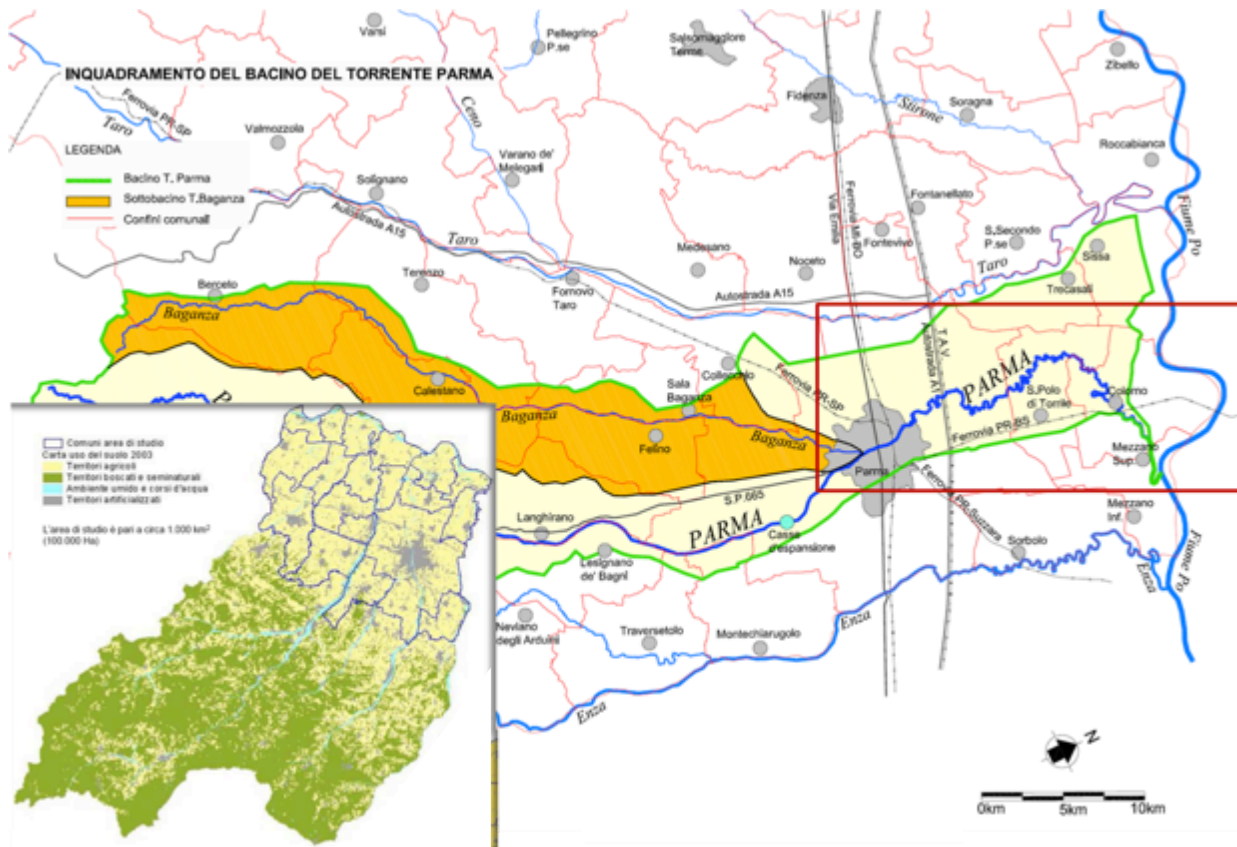 Varsi
Pellegrino
P.se
Salsomaggiore
Terme
Zibello
INQUADRAMENTO DEL BACINO DEL TORRENTE PARMA
Ferrovia PR-SP
Taro
Ceno
Fidenza
Stirone
Soragna
Valmozzola
LEGENDA
Bacino T. Parma
Sottobacino T.Baganza
Confini comunali
Varano de'
Melegari
Roccabianca
Solignano
Autostrada A15
Taro
Ferrovia MI-BO
Via Emilia
Fontanellato
Fiume Po
Fontevivo
S.Secondo
P.se
Sissa
Medesano
Noceto
Taro
Trecasali
Berceto
Terenzo
Fornovo
Taro
Autostrada A15
Baganza
T.A.V.
Autostrada A1
Collecchio
Ferrovia PR-SP
PARMA
Calestano
Sala
Baganza
Baganza
Felino
Baganza
S.Polo
di Torrile
Colorno
Ferrovia PR-BS
Mezzano
Sup.
Parma
S.P.665
Langhirano
PARMA
Cassa
d'espansione
Ferrovia PR-Suzzara
Mezzano
Inf.
Sorbolo
Lesignano
de' Bagni
Fiume Po
Enza
Neviano
degli Arduini
Traversetolo
Montechiarugolo
Enza
Enza
Comuni area di studio
Carta uso del suolo 2003
Territori agricoli
Territori boscati e seminaturali
Ambiente umido e corsi d'acqua
Territori artificializzati
L'area di studio è pari a circa 1.000 km²
(100.000 Ha)
N
0km 5km 10km